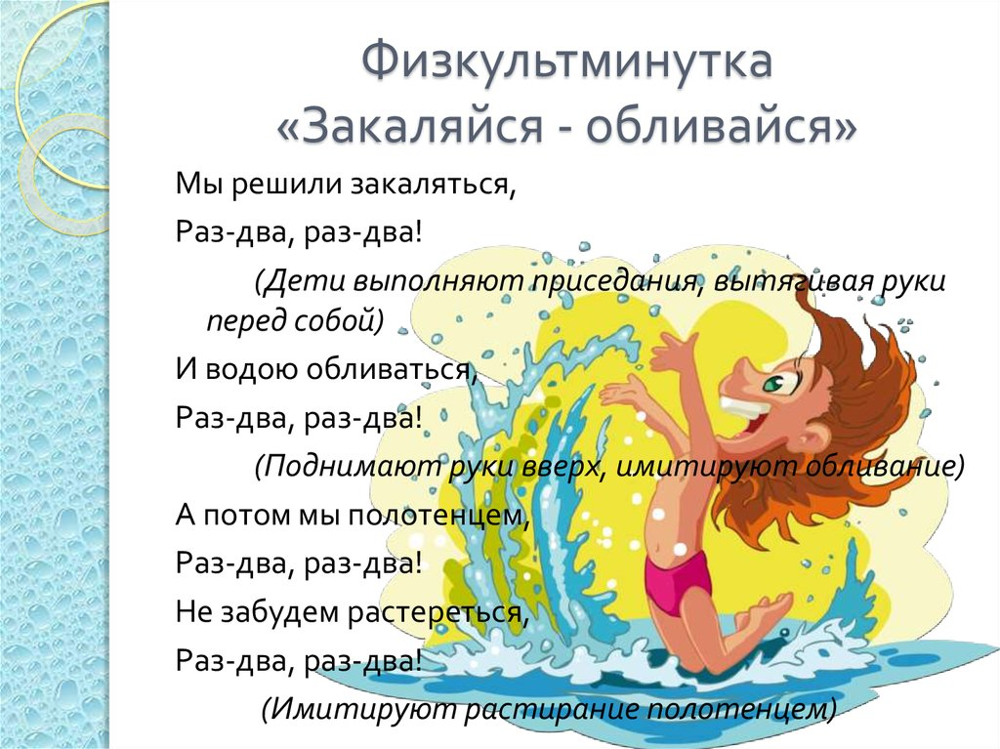 Физкультминутка
«Закаляйся - обливайся»
Мы решили закаляться,
Раз-два, раз-два!
(Дети выполняют приседания, вытягивая руки
перед собой)
И водою обливаться,
Раз-два, раз-два!
(Поднимают руки вверх, имитируют обливание)
А потом мы полотенцем,
Раз-два, раз-два!
Не забудем растереться,
Раз-два, раз-два!
(Имитируют растирание полотенцем)